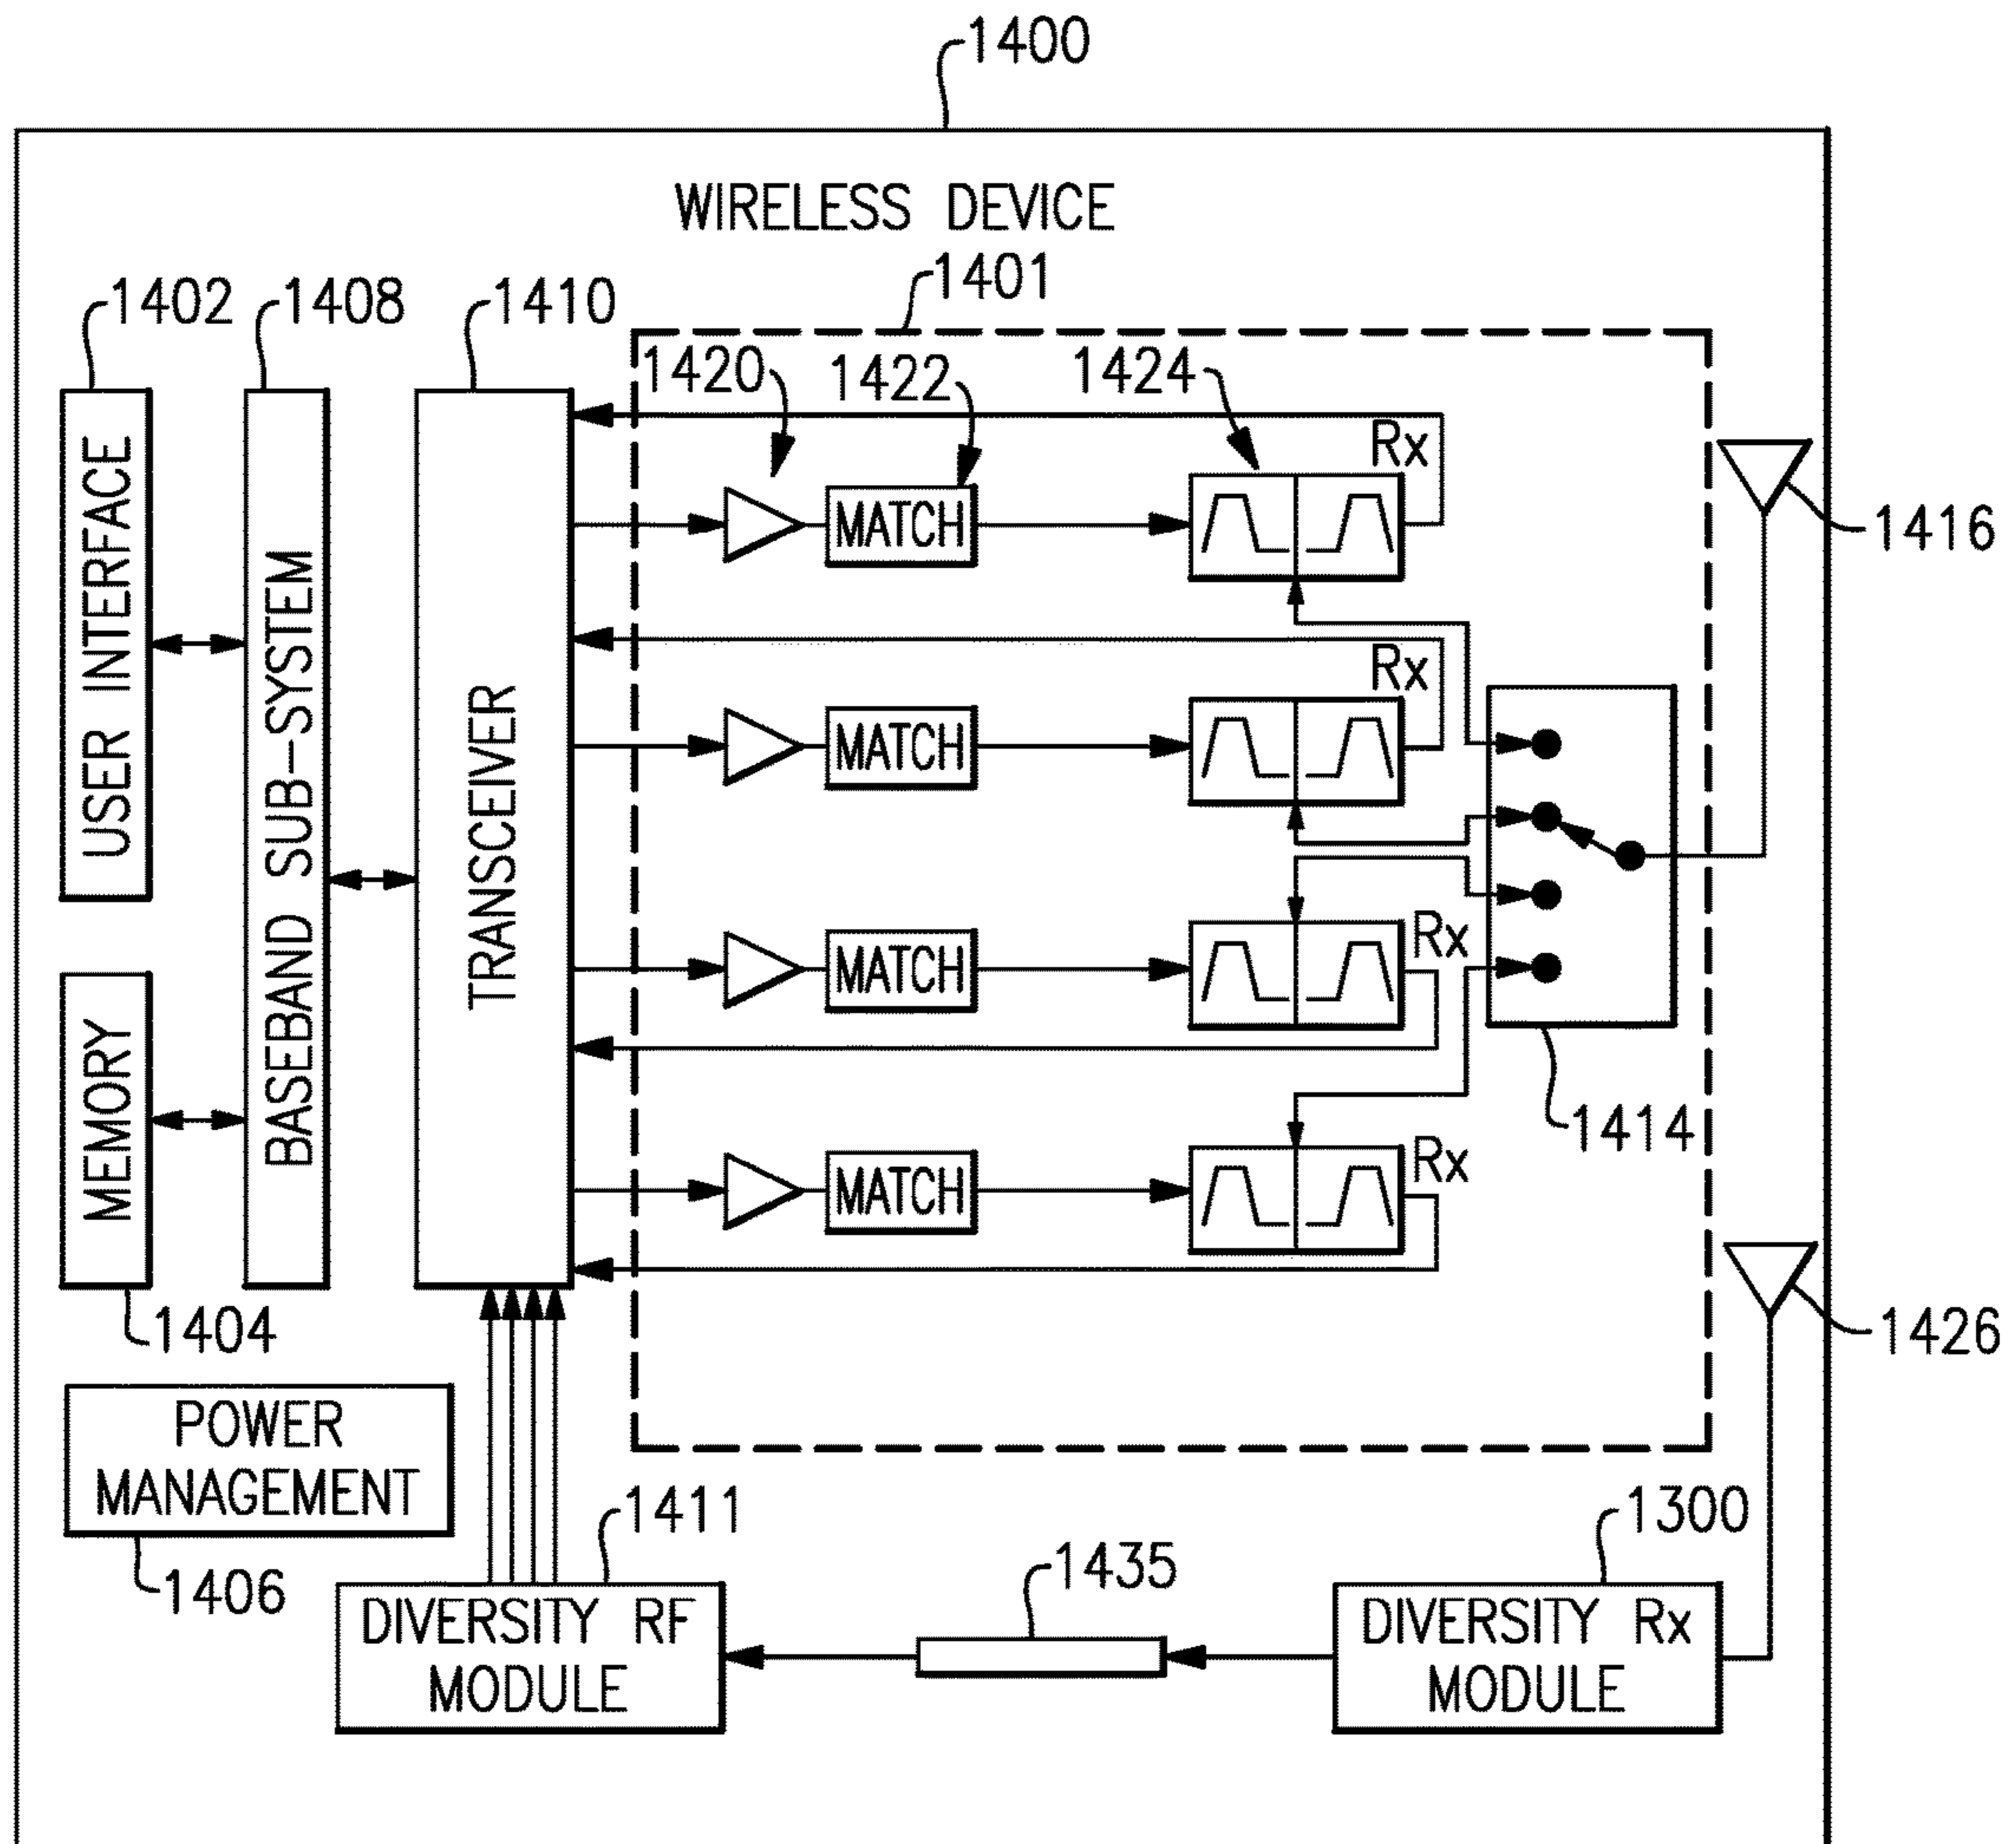 1400
WIRELESS DEVICE
1401
1402
1408
1410
1420
1422
1424
Rx
MATCH
1416
USER INTERFACE
BASEBAND SUB-SYSTEM
TRANSCEIVER
Rx
MATCH
Rx
MATCH
MEMORY
1414
Rx
MATCH
1404
1426
POWER
MANAGEMENT
1406
1411
1435
1300
DIVERSITY RF
MODULE
DIVERSITY Rx
MODULE